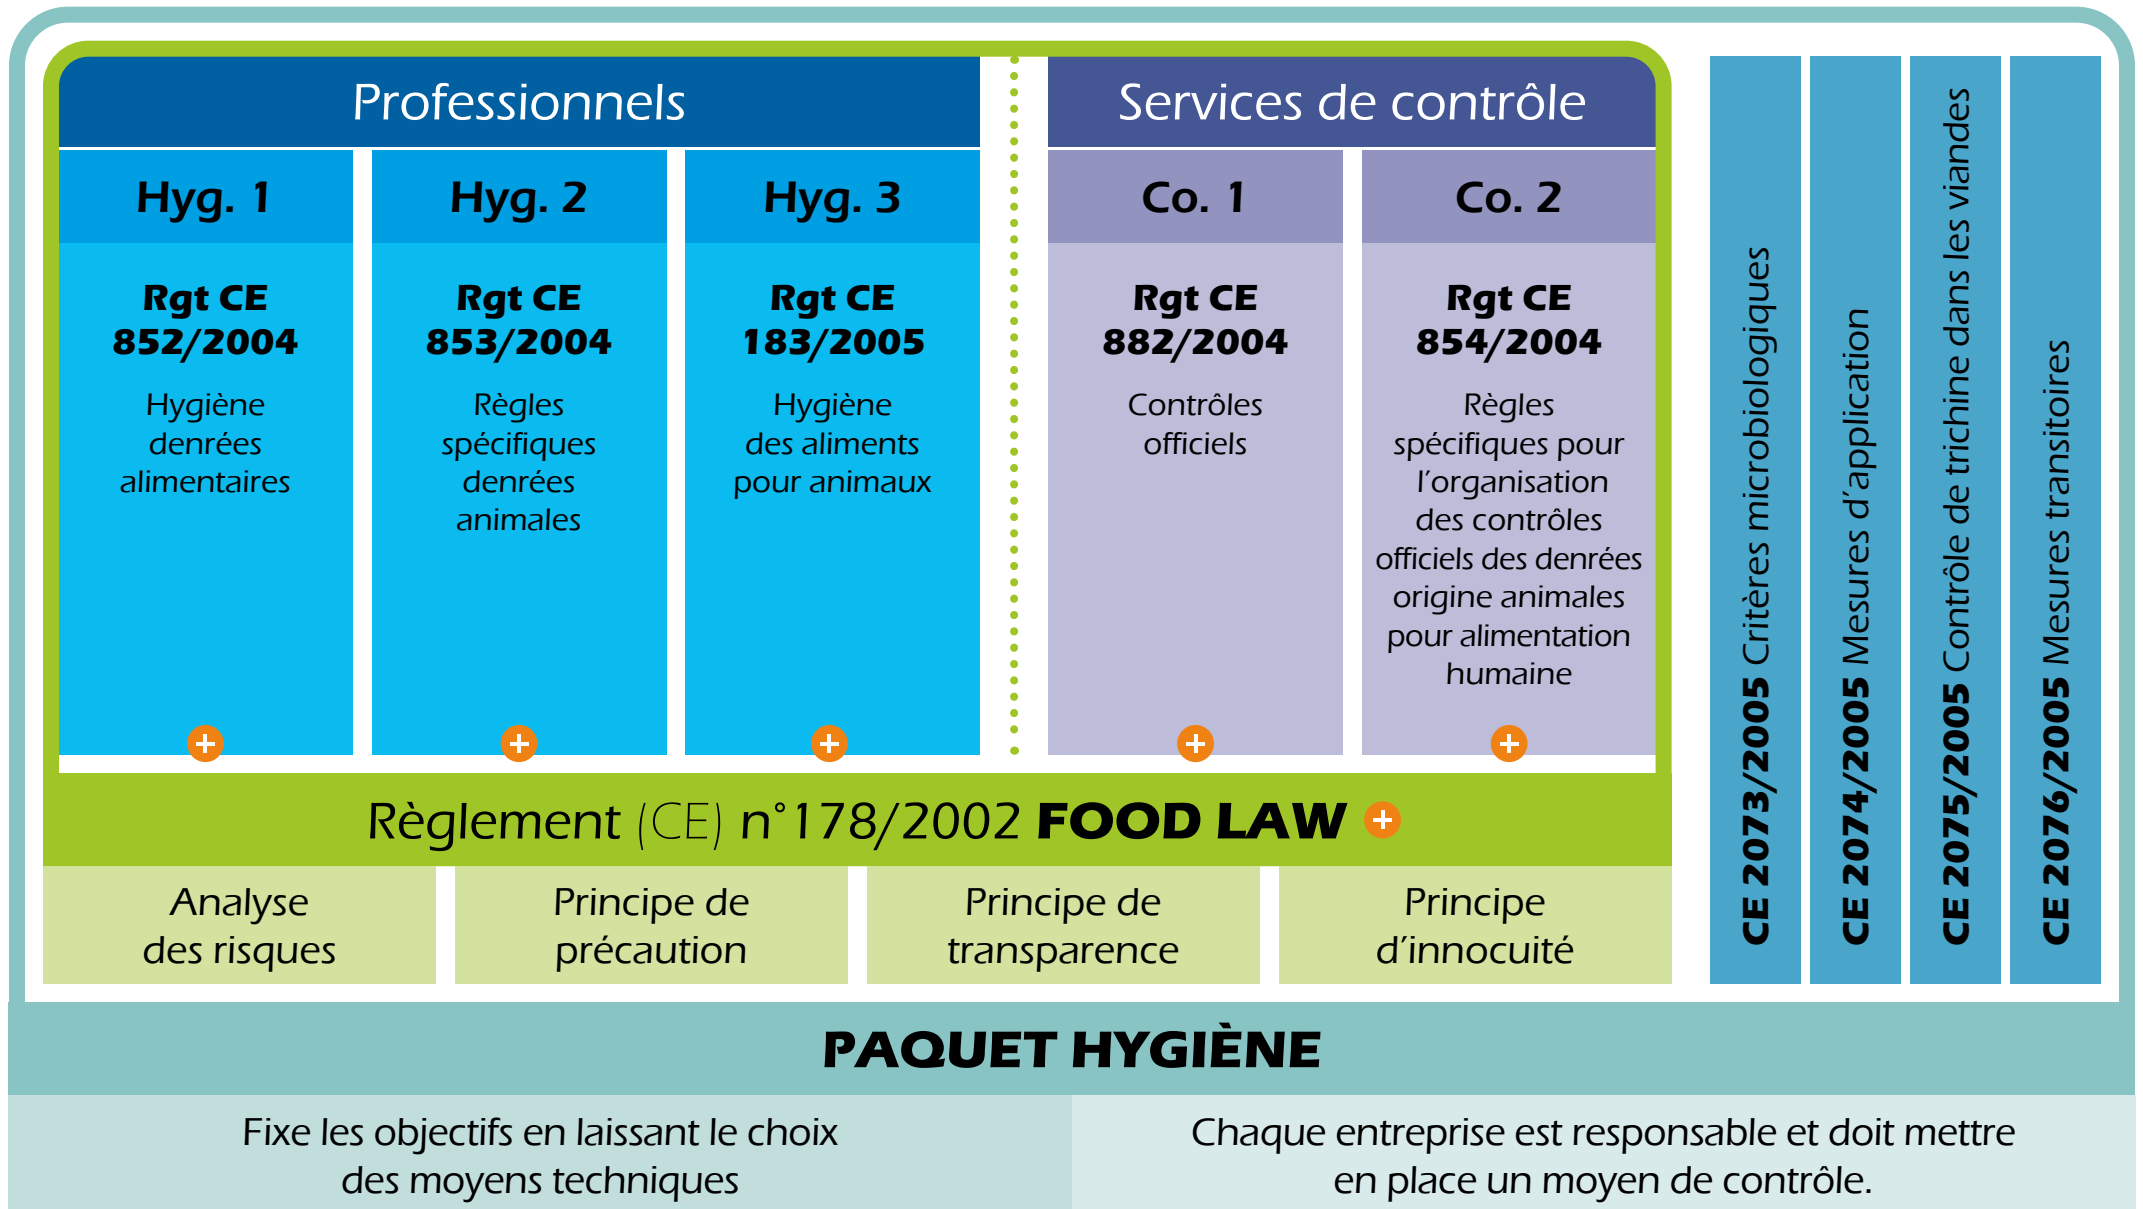 Professionnels
Hyg. 1
Rgt CE
852/2004
Hygiène
denrées
alimentaires
Hyg. 2
Rgt CE
853/2004
Règles
spécifiques
denrées
animales
Hyg. 3
Rgt CE
183/2005
Hygiène
des aliments
pour animaux
Services de contrôle
Co. 1
Rgt CE
882/2004
Contrôles
officiels
Co. 2
Rgt CE
854/2004
Règles
spécifiques pour
l'organisation
des contrôles
officiels des denrées
origine animales
pour alimentation
humaine
Règlement (CE) n°178/2002 FOOD LAW
Analyse
des risques
Principe de
précaution
Principe de
transparence
Principe
d'innocuité
CE 2073/2005 Critères microbiologiques
CE 2074/2005 Mesures d'application
CE 2075/2005 Contrôle de trichine dans les viandes
CE 2076/2005 Mesures transitoires
PAQUET HYGIÈNE
Fixe les objectifs en laissant le choix
des moyens techniques
Chaque entreprise est responsable et doit mettre
en place un moyen de contrôle.